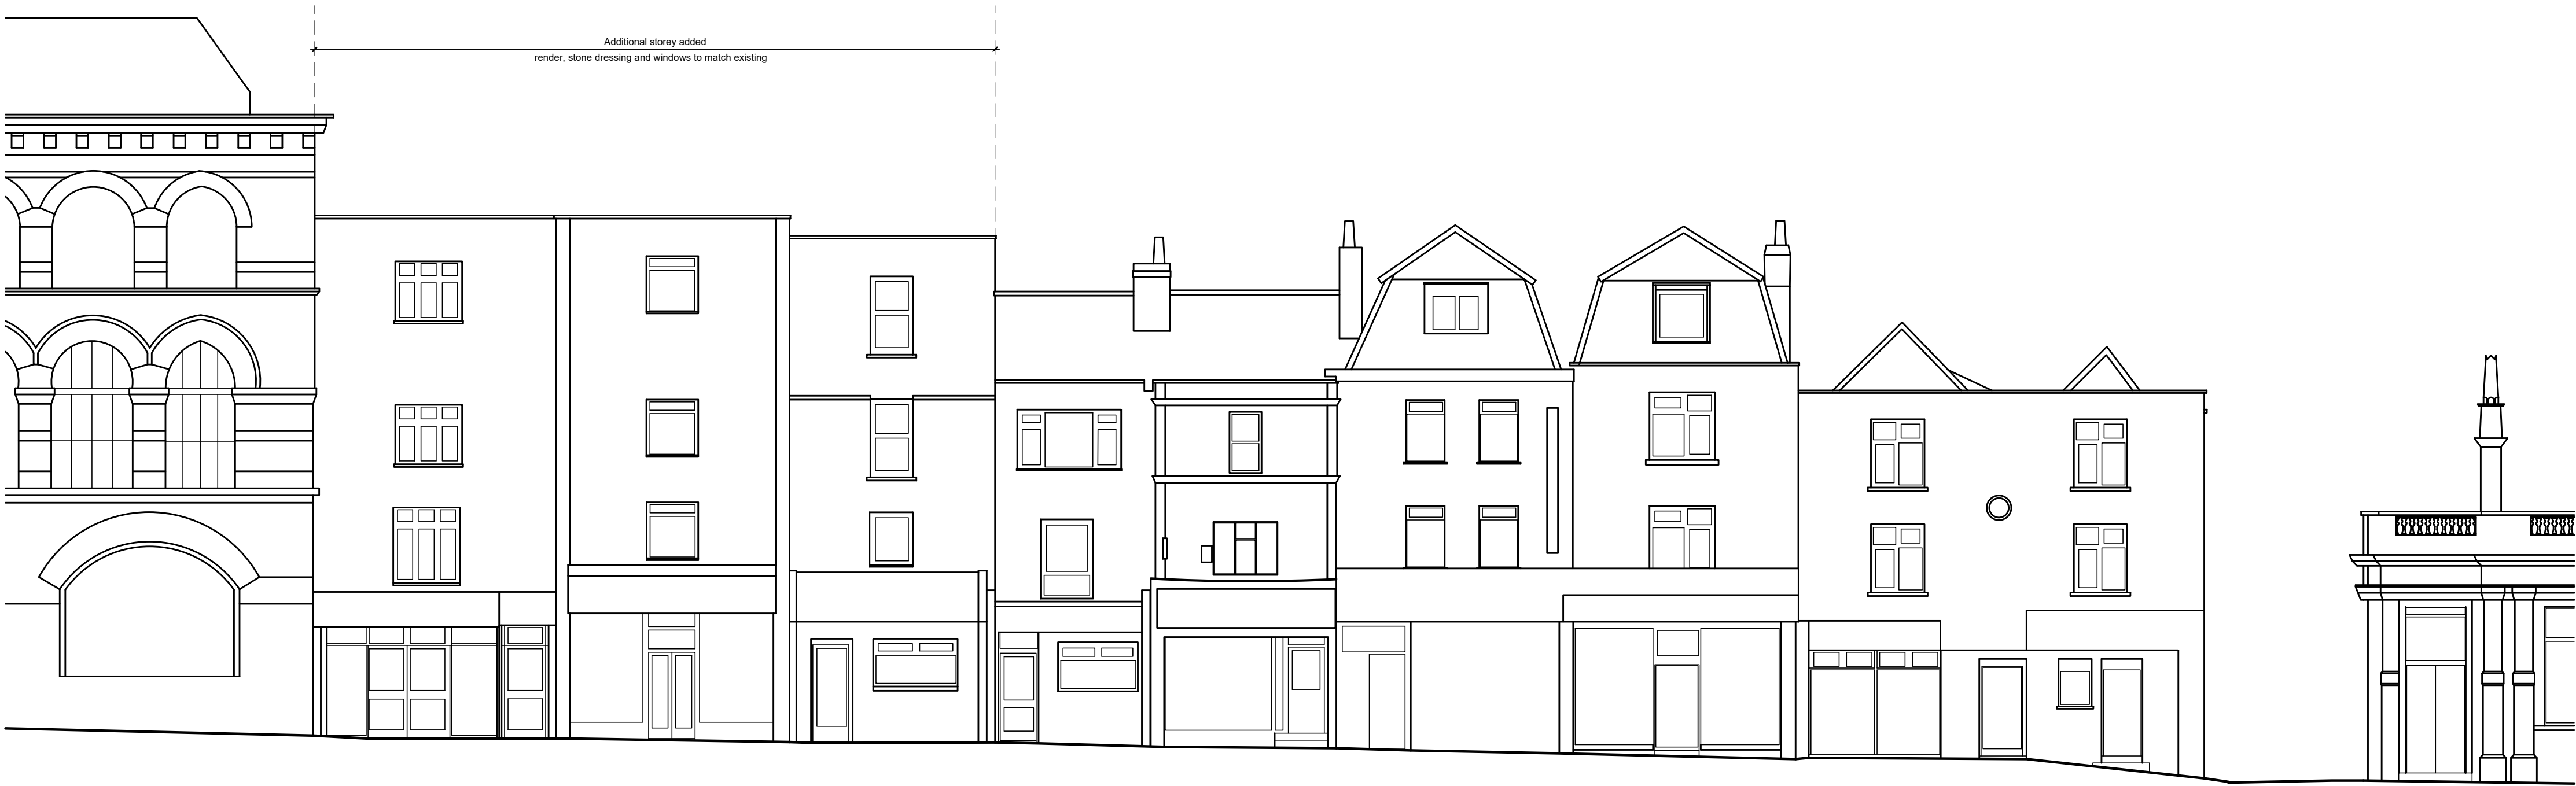 Additional storey added
render, stone dressing and windows to match existing